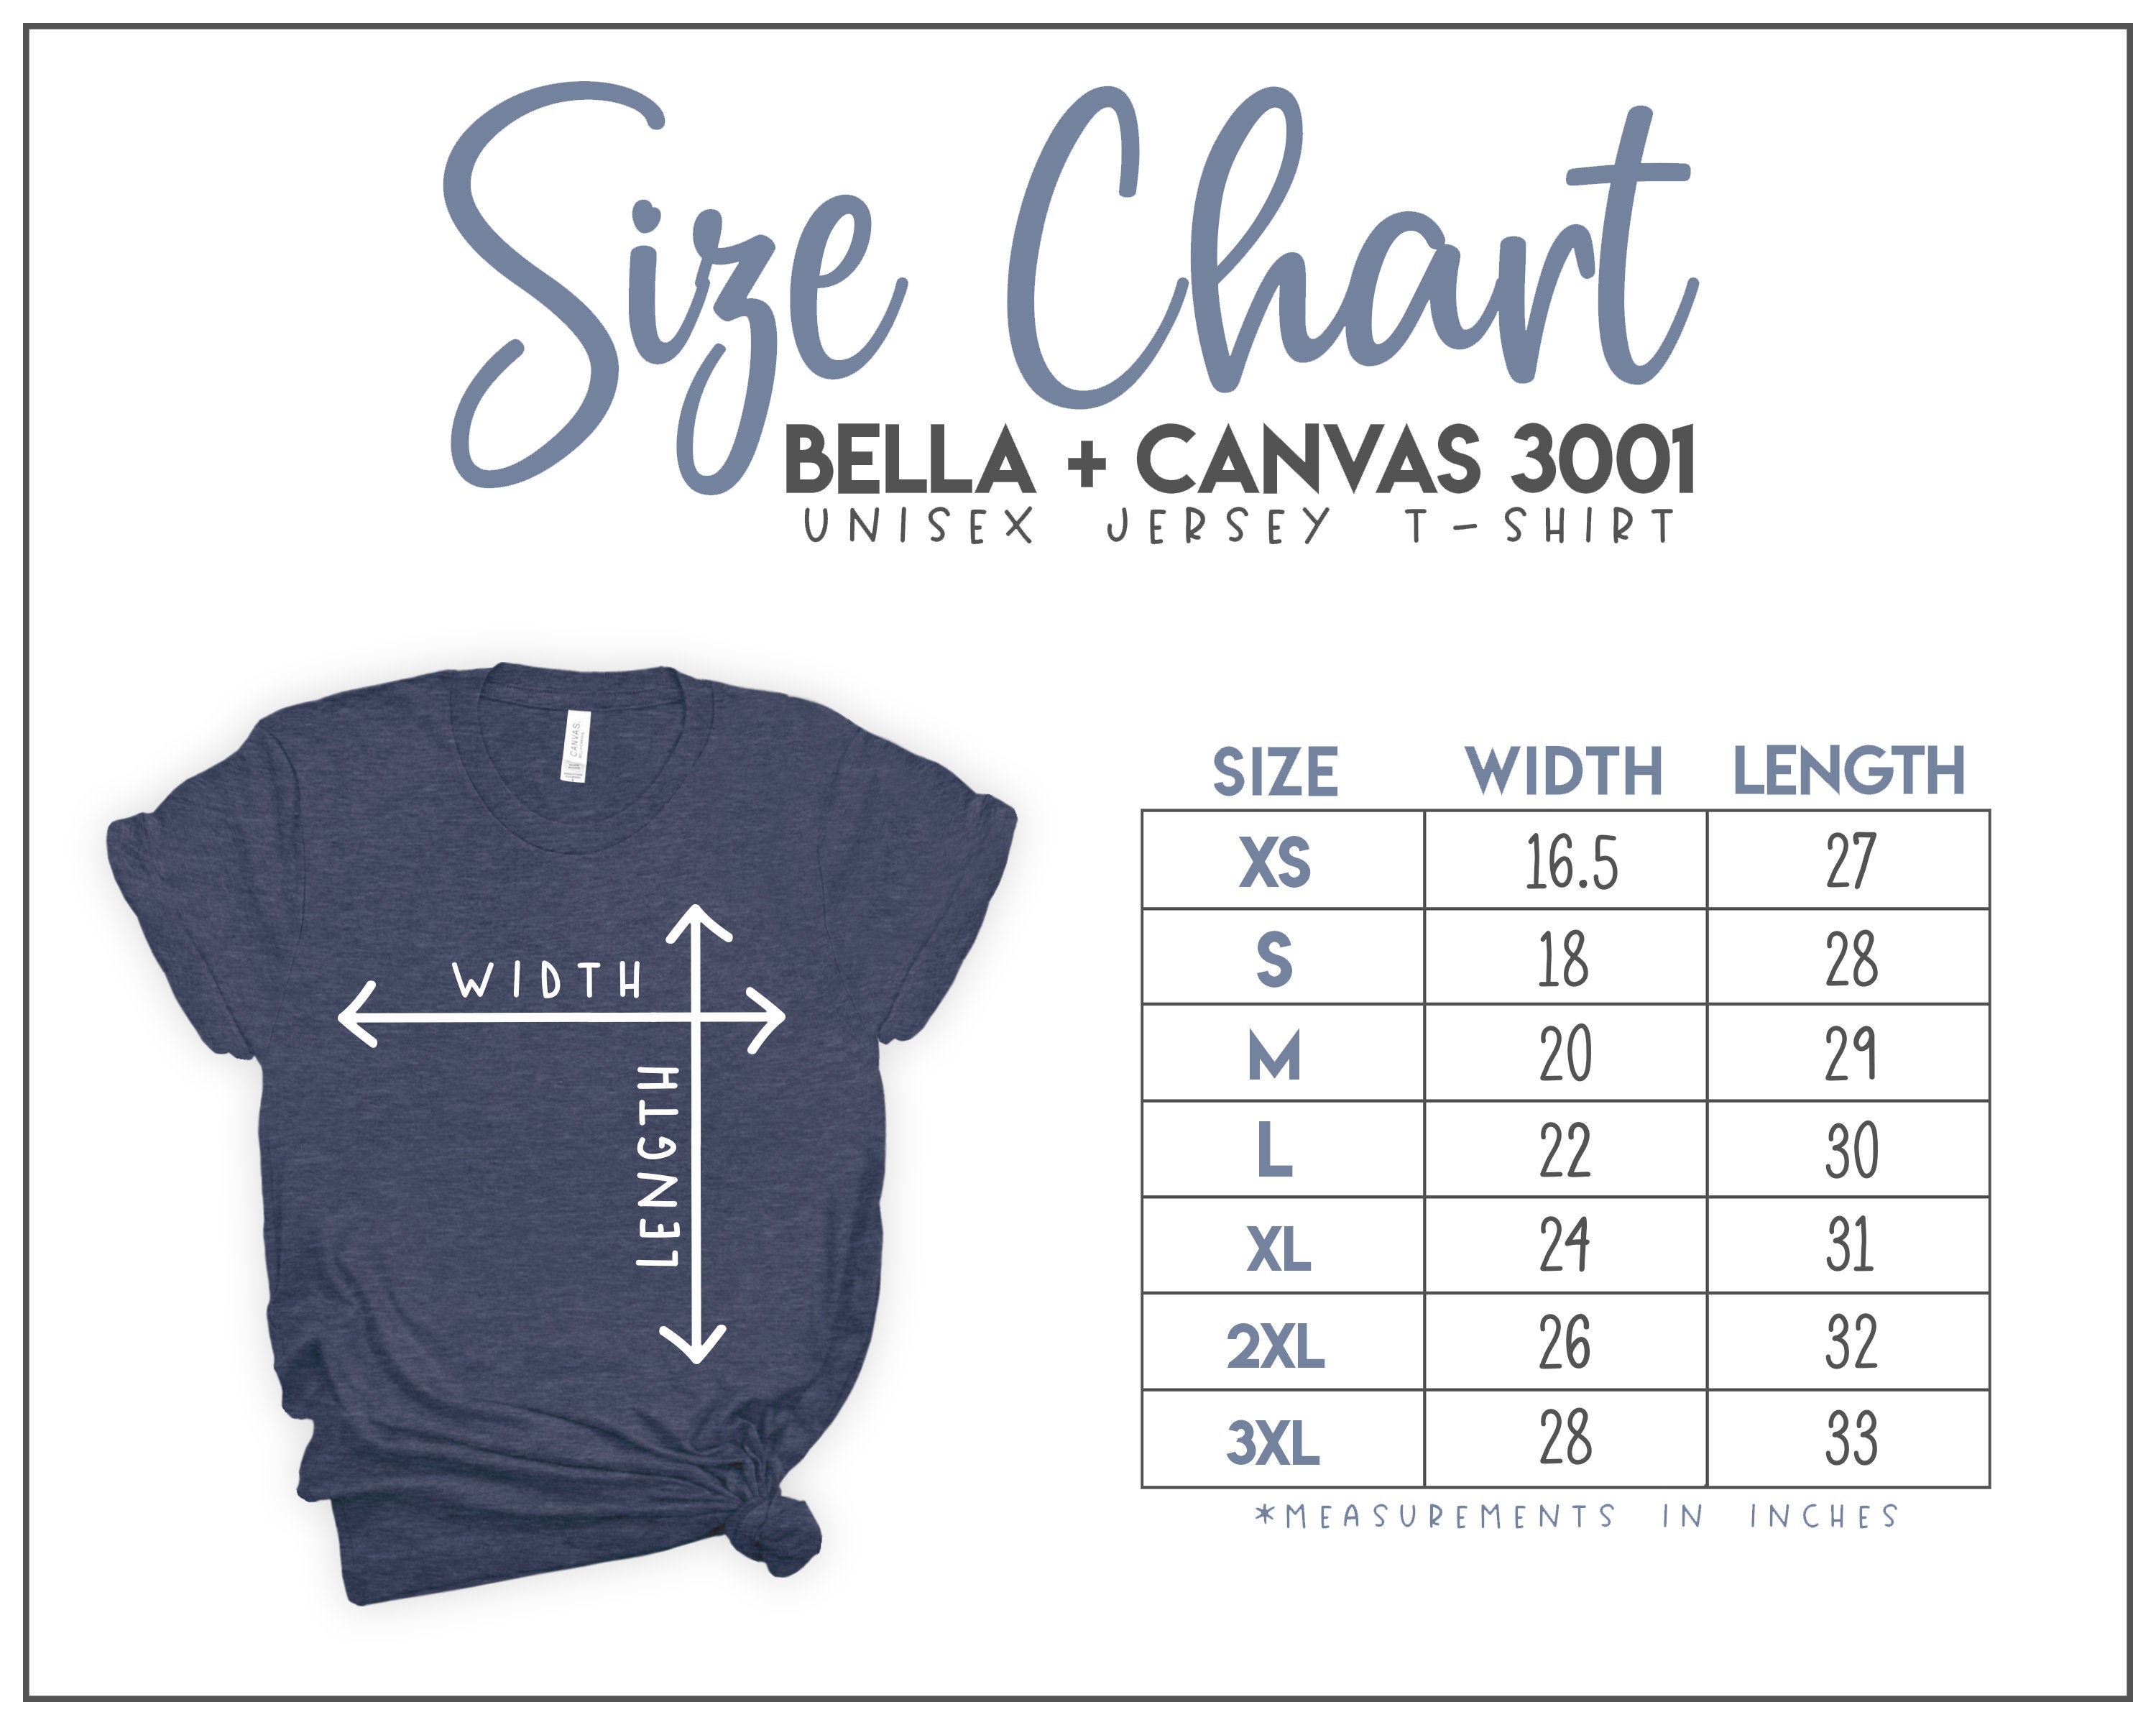 Size Chart
BELLA + CANVAS 3001
UNISEX JERSEY T-SHIRT
CANVAS.
WIDTH
LENGTH
SIZE WIDTH LENGTH
XS 16.5 27
S 18 28
M 20 29
L 22 30
XL 24 31
2XL 26 32
3XL 28 33
*MEASUREMENTS IN INCHES